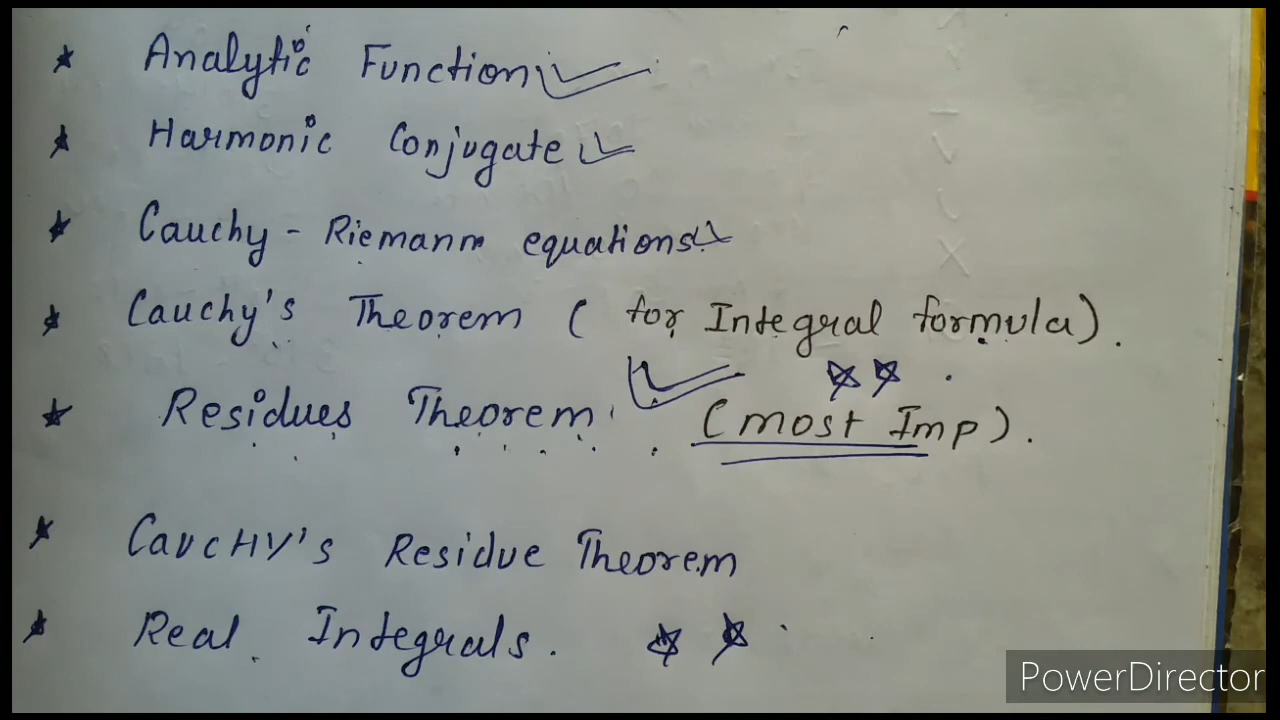 Analytic Function
Harmonic Conjugate
Cauchy - Riemann equations
Cauchy's Theorem ( for Integral formula).
Residues Theorem (most Imp).
CAUCHY's Residue Theorem
Real Integrals.
PowerDirector